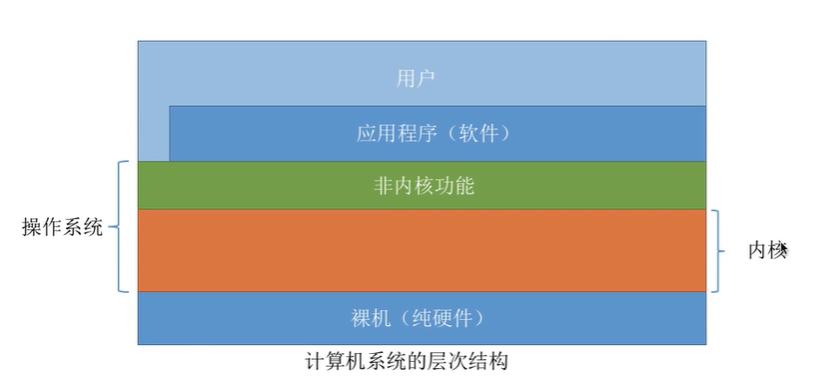 用户
应用程序（软件）
非内核功能
操作系统
内核
裸机（纯硬件）
计算机系统的层次结构